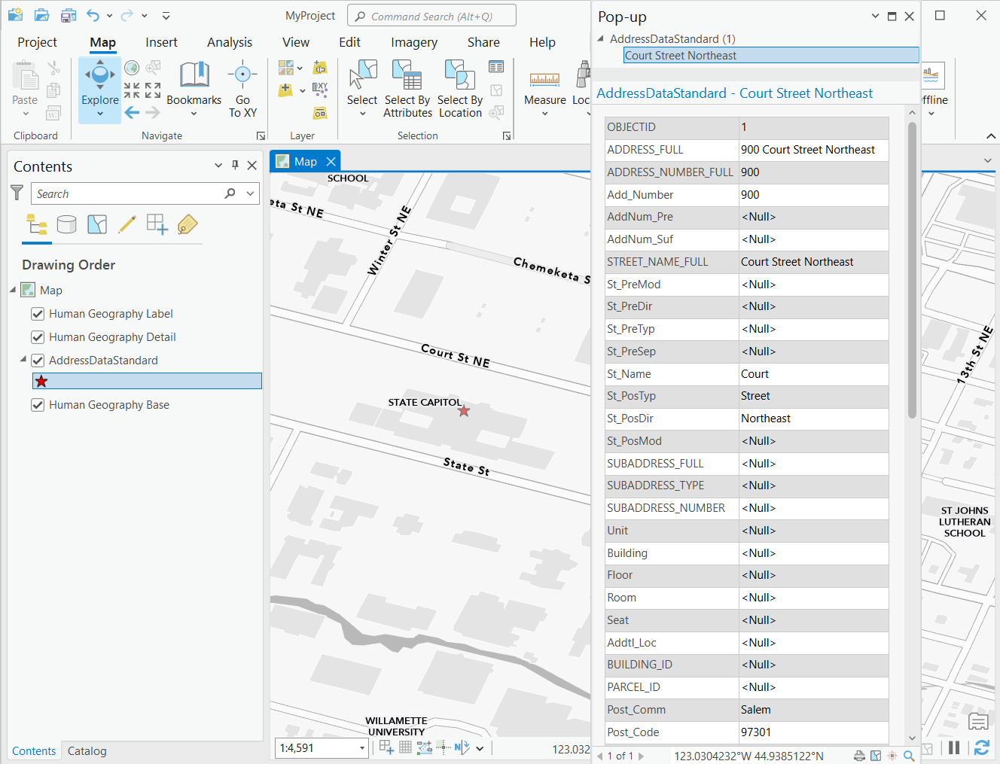 MyProject
Command Search (Alt+Q)
Project
Map
Insert
Analysis
View
Edit
Imagery
Share
Help
Paste
Clipboard
Explore
Bookmarks
Go
To XY
Navigate
XY
Layer
Select
Select By
Attributes
Select By
Location
Selection
Measure
Contents
Search
Drawing Order
Map
Human Geography Label
Human Geography Detail
AddressDataStandard
Human Geography Base
Contents
Catalog
Map
SCHOOL
eta St NE
Winter St NE
Chemeketa S
Court St NE
STATE CAPITOL
State St
WILLAMETTE
UNIVERSITY
1:4,591
N
123.032
Pop-up
AddressDataStandard (1)
Court Street Northeast
AddressDataStandard - Court Street Northeast
OBJECTID 1
ADDRESS_FULL 900 Court Street Northeast
ADDRESS_NUMBER_FULL 900
Add_Number 900
AddNum_Pre <Null>
AddNum_Suf <Null>
STREET_NAME_FULL Court Street Northeast
St_PreMod <Null>
St_PreDir <Null>
St_PreTyp <Null>
St_PreSep <Null>
St_Name Court
St_PosTyp Street
St_PosDir Northeast
St_PosMod <Null>
SUBADDRESS_FULL <Null>
SUBADDRESS_TYPE <Null>
SUBADDRESS_NUMBER <Null>
Unit <Null>
Building <Null>
Floor <Null>
Room <Null>
Seat <Null>
Addtl_Loc <Null>
BUILDING_ID <Null>
PARCEL_ID <Null>
Post_Comm Salem
Post_Code 97301
1 of 1
123.0304232°W 44.9385122°N
Loc
ffline
13th St NE
ST JOHNS
LUTHERAN
SCHOOL